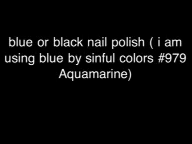 blue or black nail polish ( i am
using blue by sinful colors #979
Aquamarine)